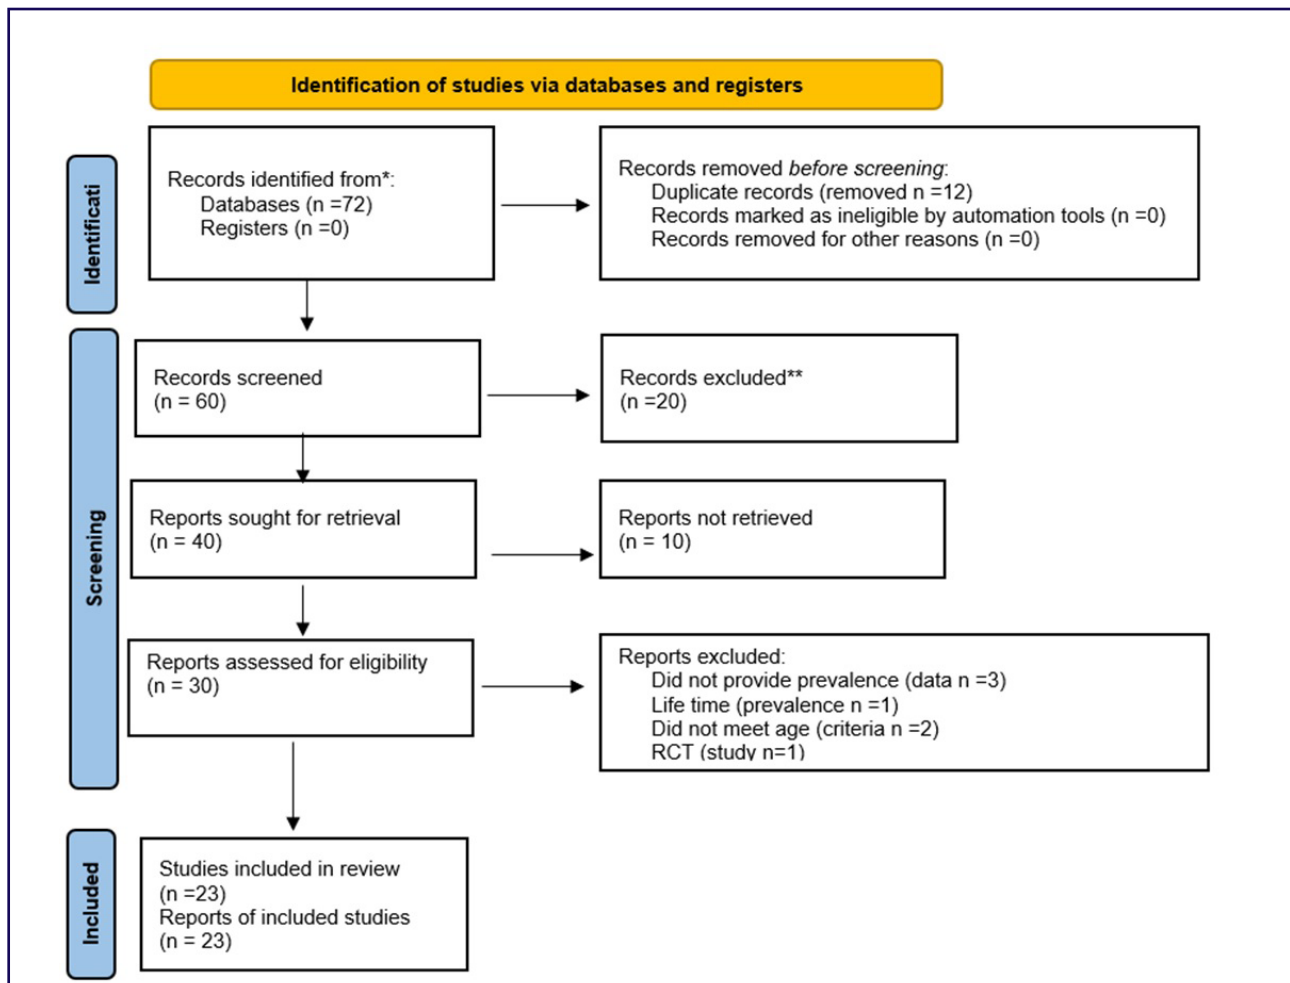 Identification of studies via databases and registers
Identificati
Records identified from*:
Databases (n =72)
Registers (n =0)
Records removed before screening:
Duplicate records (removed n =12)
Records marked as ineligible by automation tools (n =0)
Records removed for other reasons (n =0)
Screening
Records screened
(n = 60)
Records excluded**
(n =20)
Reports sought for retrieval
(n = 40)
Reports not retrieved
(n = 10)
Reports assessed for eligibility
(n = 30)
Reports excluded:
Did not provide prevalence (data n =3)
Life time (prevalence n =1)
Did not meet age (criteria n =2)
RCT (study n=1)
Included
Studies included in review
(n =23)
Reports of included studies
(n = 23)